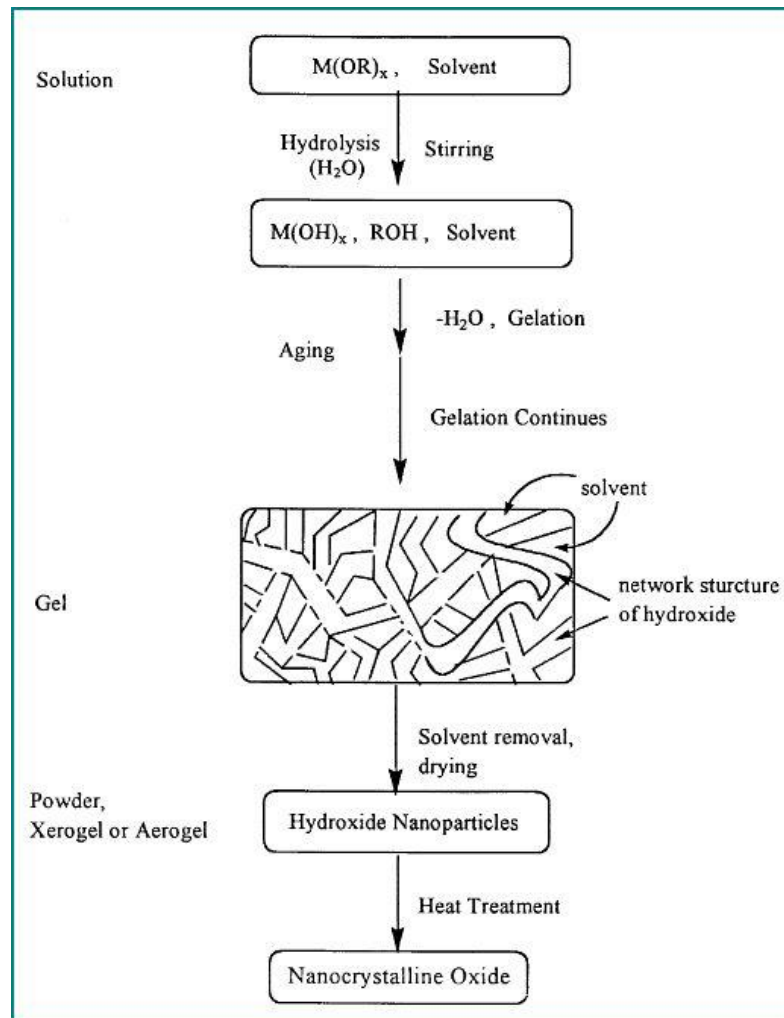 Solution
M(OR)ₓ , Solvent
Hydrolysis
(H₂O)
Stirring
M(OH)ₓ , ROH , Solvent
-H₂O , Gelation
Aging
Gelation Continues
solvent
Gel
network sturcture
of hydroxide
Solvent removal,
drying
Powder,
Xerogel or Aerogel
Hydroxide Nanoparticles
Heat Treatment
Nanocrystalline Oxide